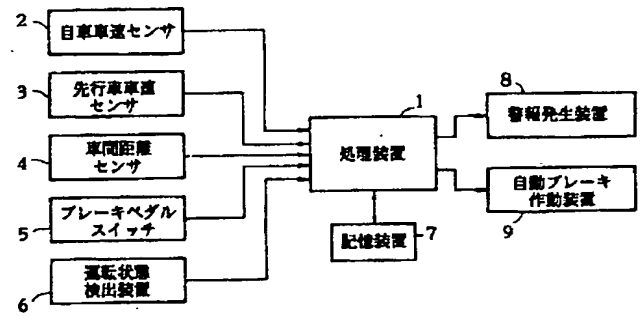 2
自車車速センサ
3
先行車車速
センサ
4
車間距離
センサ
5
ブレーキペダル
スイッチ
6
運転状態
検出装置
1
処理装置
記憶装置
7
8
警報発生装置
自動ブレーキ
作動装置
9